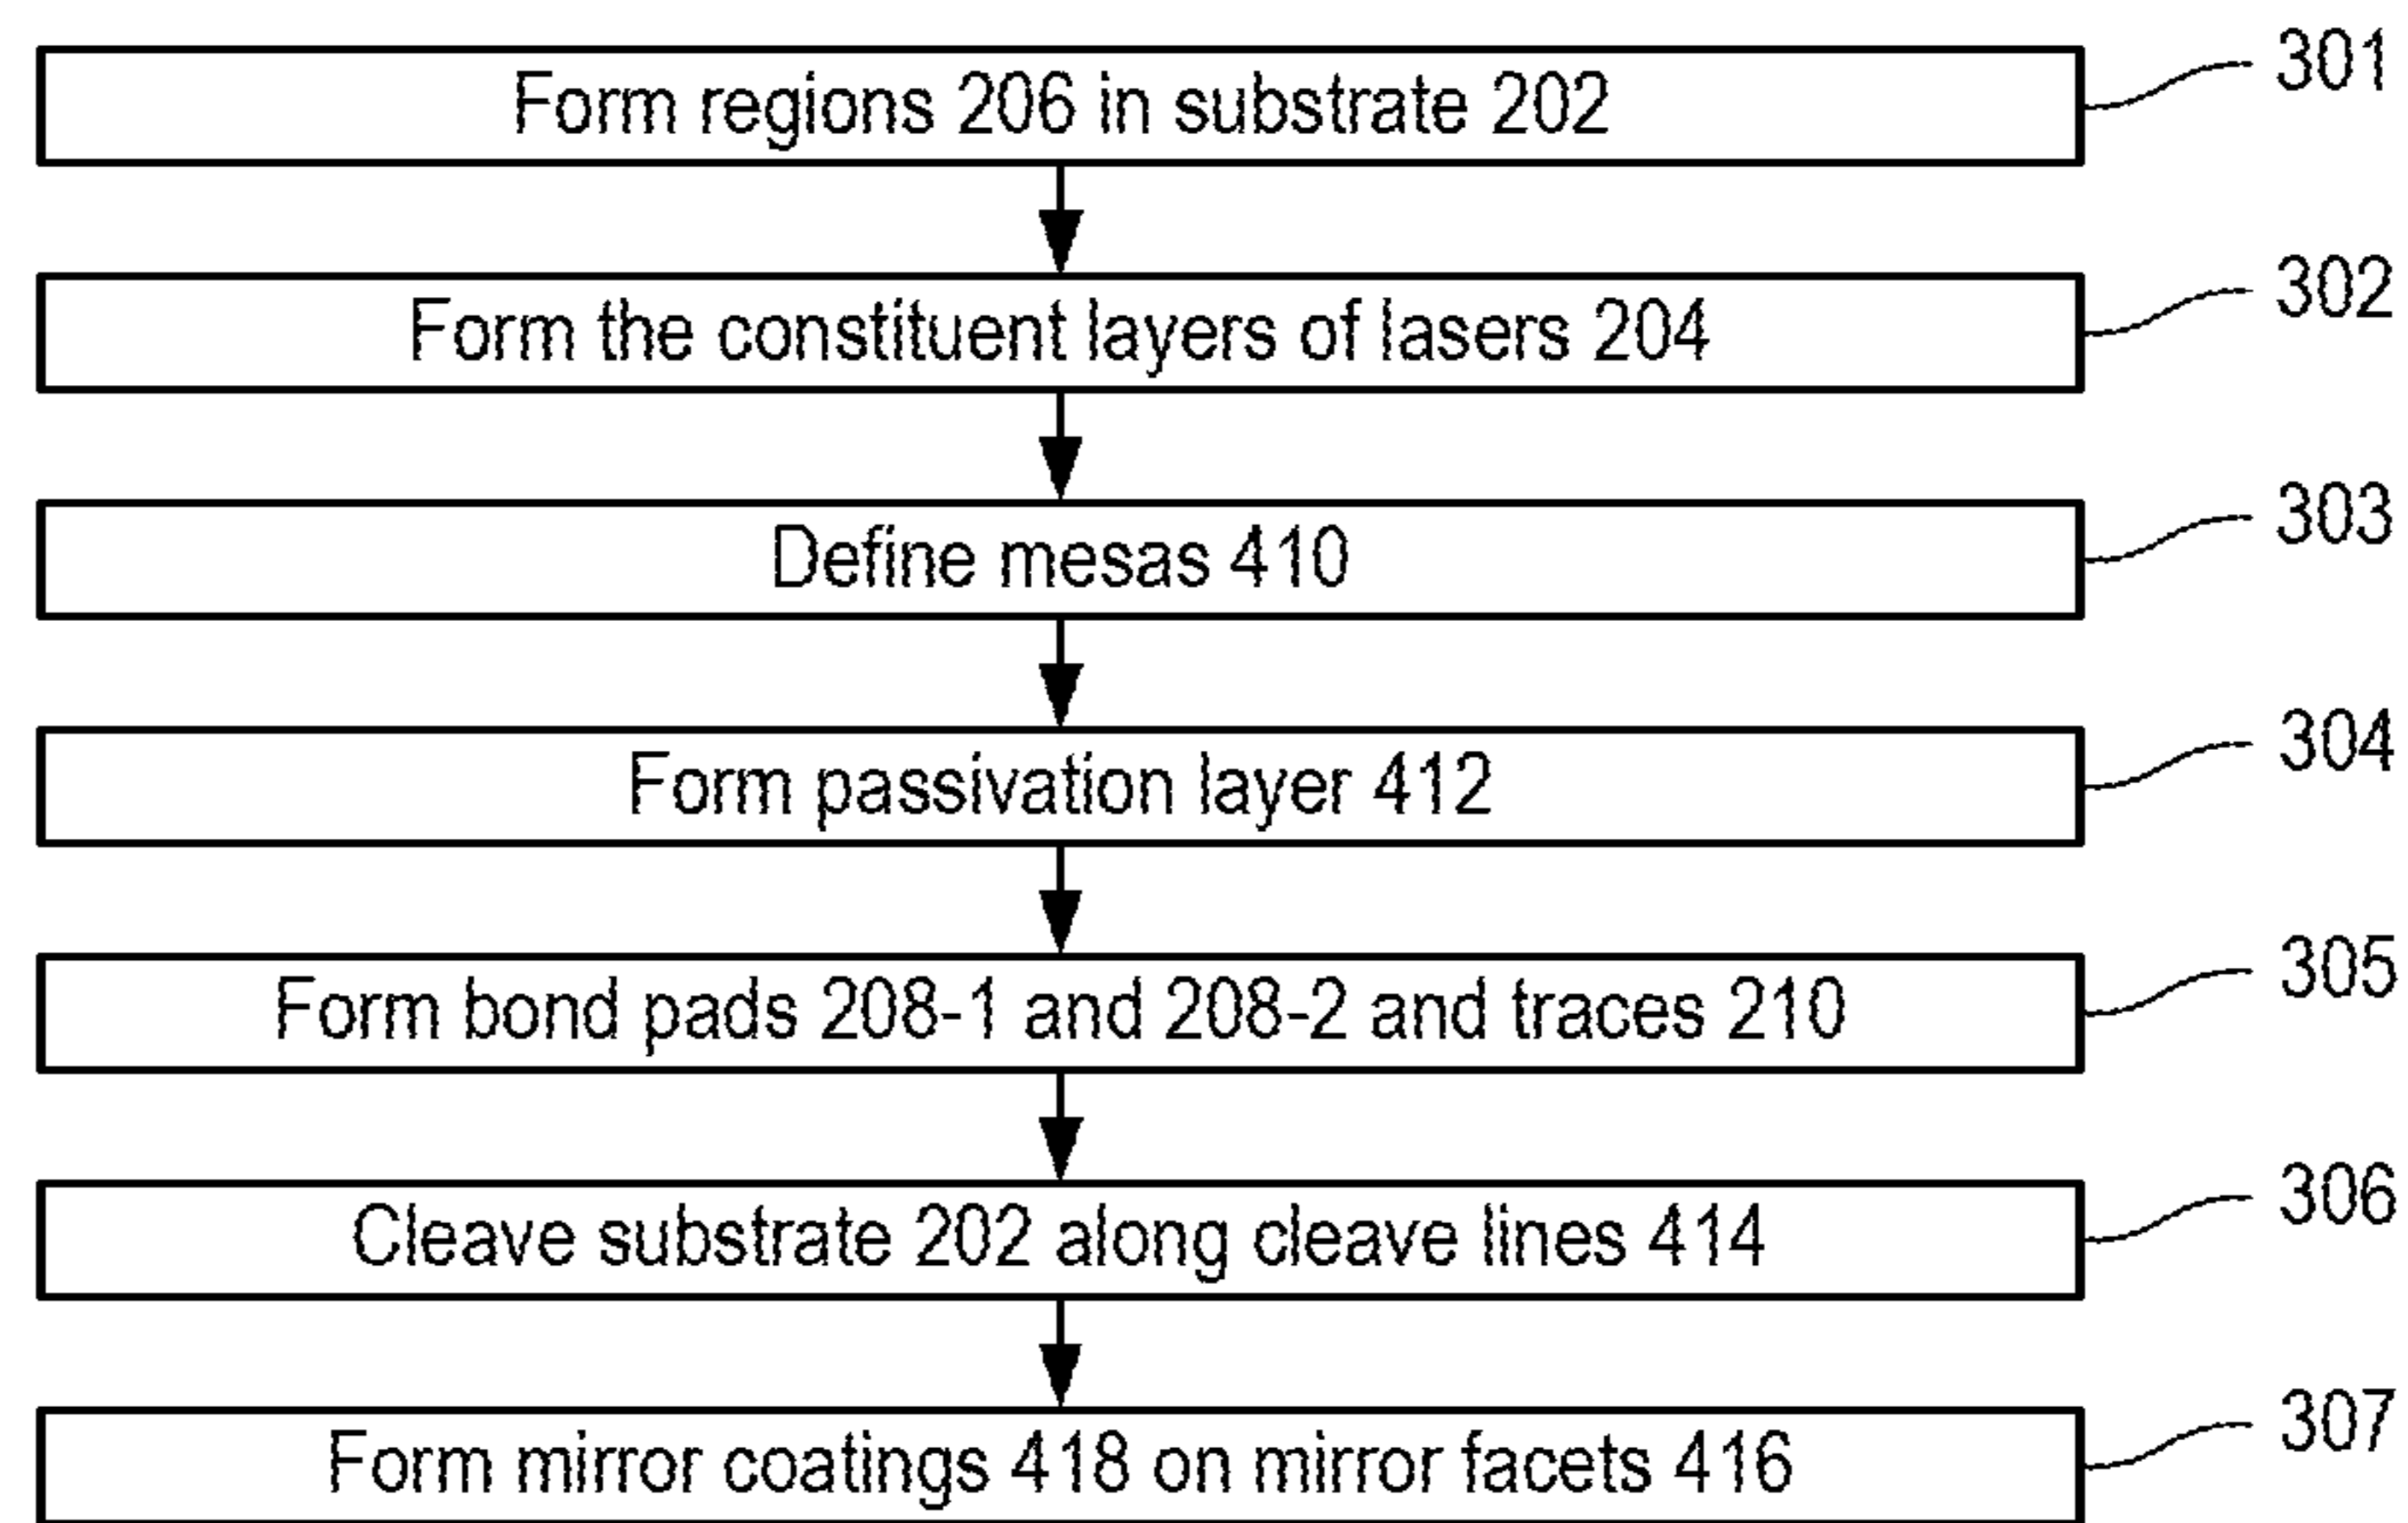 Form regions 206 in substrate 202
301
Form the constituent layers of lasers 204
302
Define mesas 410
303
Form passivation layer 412
304
Form bond pads 208-1 and 208-2 and traces 210
305
Cleave substrate 202 along cleave lines 414
306
Form mirror coatings 418 on mirror facets 416
307